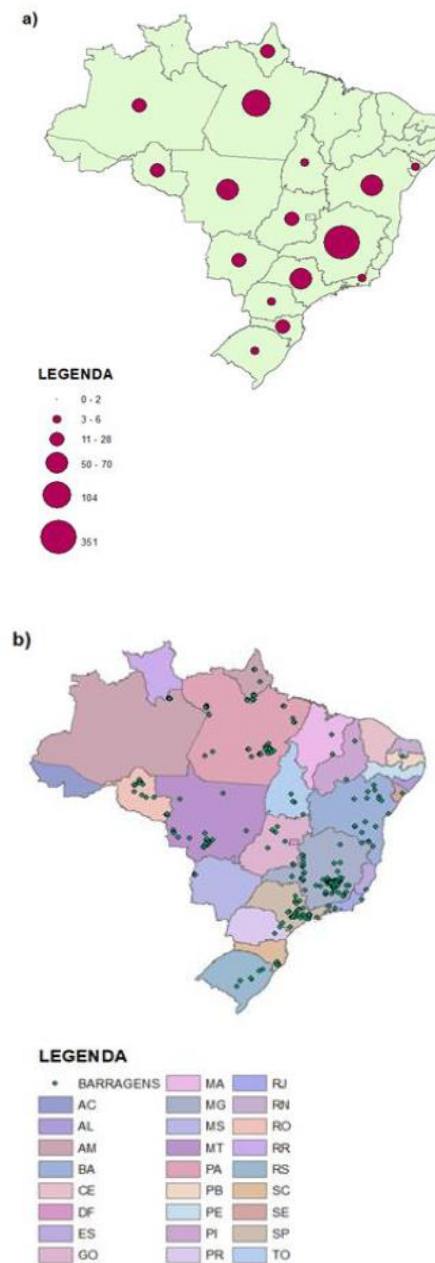 a)
LEGENDA
0 - 2
3 - 6
11 - 28
50 - 70
104
351
b)
LEGENDA
BARRAGENS MA RJ
AC MG RN
AL MS RO
AM MT RR
BA PA RS
CE PB SC
DF PE SE
ES PI SP
GO PR TO